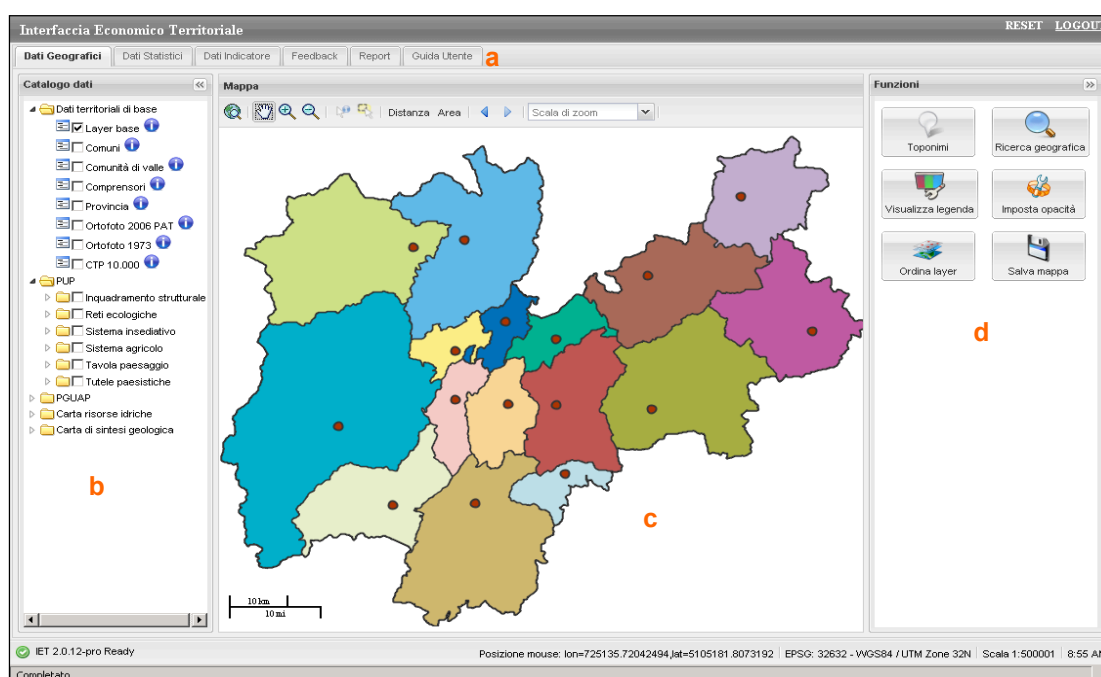 Interfaccia Economico Territoriale
RESET LOGOUT
Dati Geografici Dati Statistici Dati Indicatore Feedback Report Guida Utente a
Catalogo dati
Dati territoriali di base
Layer base
Comuni
Comunità di valle
Comprensori
Provincia
Ortofoto 2006 PAT
Ortofoto 1973
CTP 10.000
PUP
Inquadramento strutturale
Reti ecologiche
Sistema insediativo
Sistema agricolo
Tavola paesaggio
Tutele paesistiche
PGUAP
Carta risorse idriche
Carta di sintesi geologica
b
Mappa
Distanza Area Scala di zoom
c
10 km
10 mi
Funzioni
Toponimi Ricerca geografica
Visualizza legenda Imposta opacità
Ordina layer Salva mappa
d
IET 2.0.12-pro Ready
Posizione mouse: lon=725135.72042494,lat=5105181.8073192 EPSG: 32632 - WGS84 / UTM Zone 32N Scala 1:500001 8:55 AM
Completato